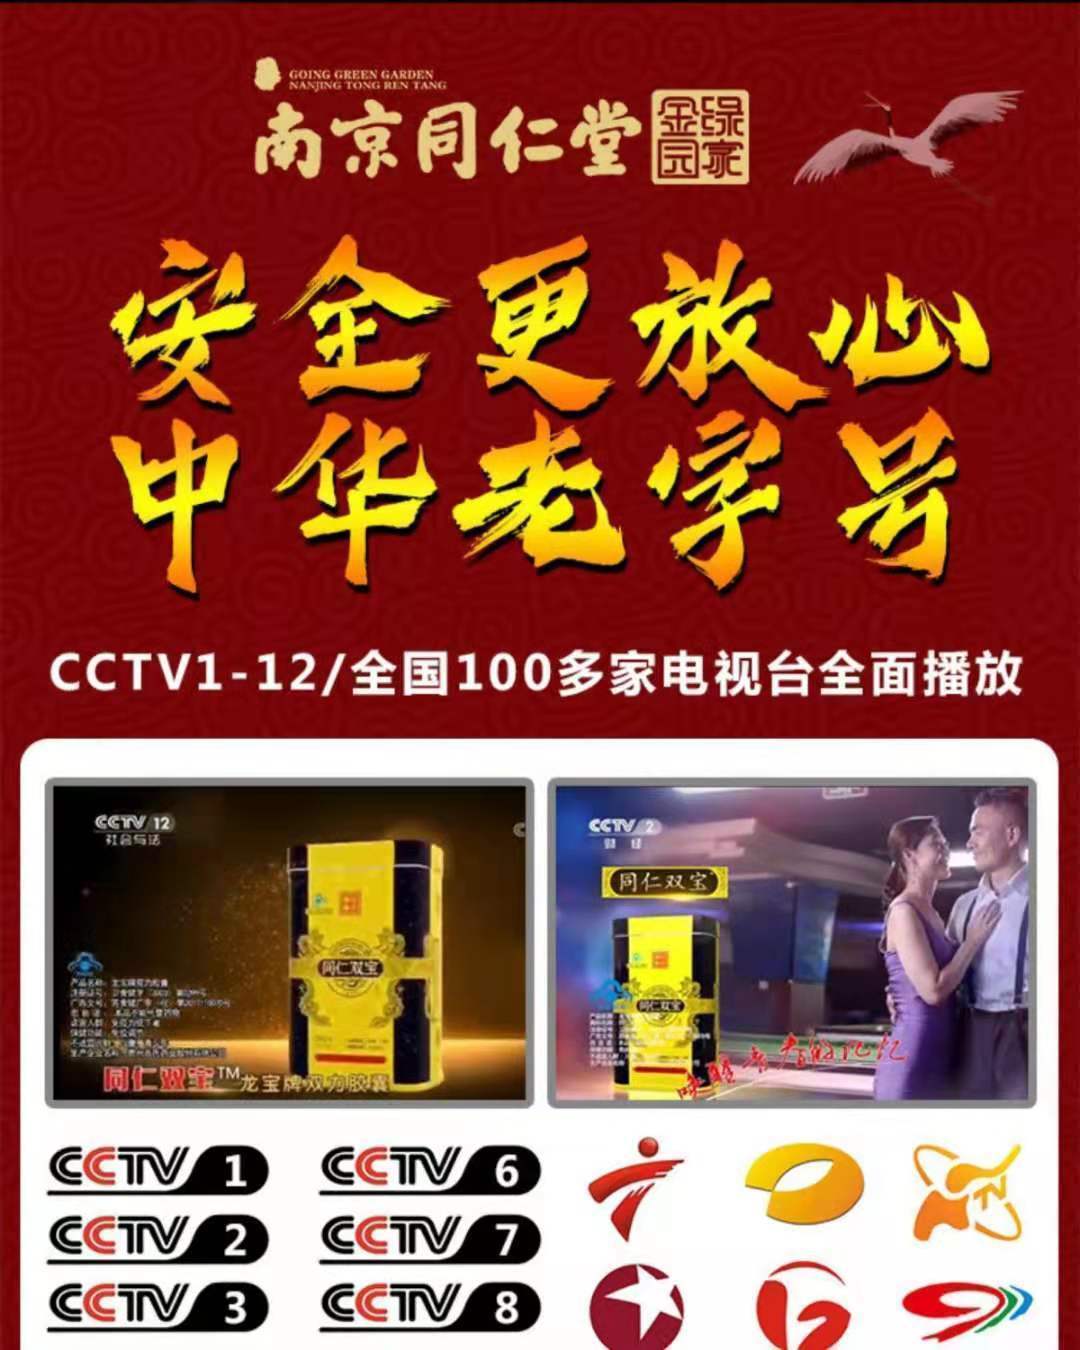 GOING GREEN GARDEN
NANJING TONG REN TANG
南京同仁堂
绿金家园
安全更放心
中华老字号
CCTV1-12/全国100多家电视台全面播放
CCTV 12
社会与法
同仁双宝
同仁双宝™龙宝牌双力胶囊
CCTV 2
财经
同仁双宝
同仁双宝
CCTV 1
CCTV 6
CCTV 2
CCTV 7
CCTV 3
CCTV 8